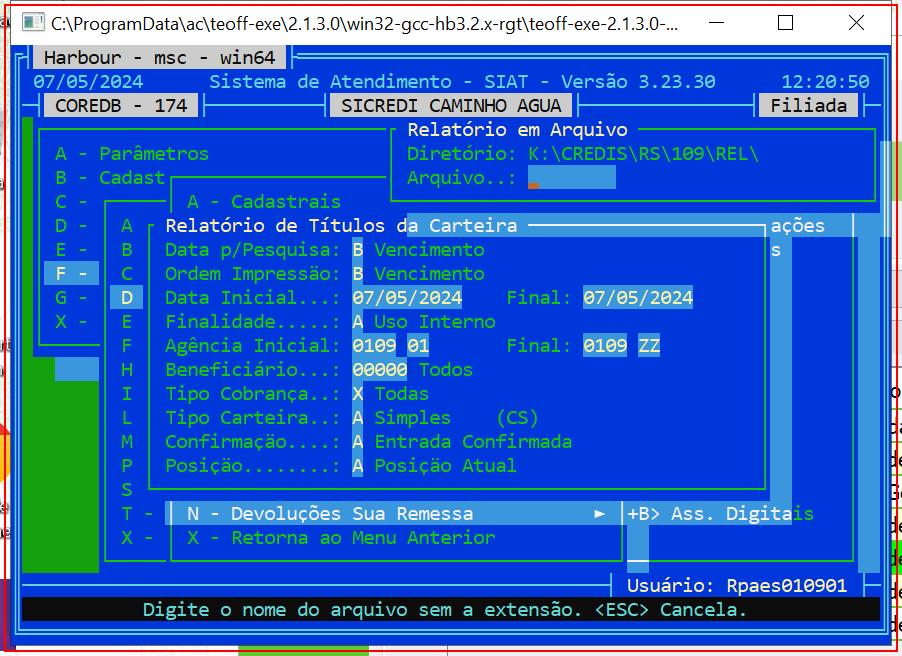 C:\ProgramData\ac\teoff-exe\2.1.3.0\win32-gcc-hb3.2.x-rgt\teoff-exe-2.1.3.0-...
Harbour - msc - win64
07/05/2024 Sistema de Atendimento - SIAT - Versão 3.23.30 12:20:50
COREDB - 174 SICREDI CAMINHO AGUA Filiada
Relatório em Arquivo
A - Parâmetros Diretório: K:\CREDIS\RS\109\REL\
B - Cadast Arquivo..:
C - A - Cadastrais
D - A Relatório de Títulos da Carteira ações
E - B Data p/Pesquisa: B Vencimento s
F - C Ordem Impressão: B Vencimento
G - D Data Inicial...: 07/05/2024 Final: 07/05/2024
X - E Finalidade.....: A Uso Interno
F Agência Inicial: 0109 01 Final: 0109 ZZ
H Beneficiário...: 00000 Todos
I Tipo Cobrança..: X Todas
L Tipo Carteira..: A Simples (CS)
M Confirmação....: A Entrada Confirmada
P Posição........: A Posição Atual
S
T - N - Devoluções Sua Remessa ► +B> Ass. Digitais
X - X - Retorna ao Menu Anterior
Usuário: Rpaes010901
Digite o nome do arquivo sem a extensão. <ESC> Cancela.